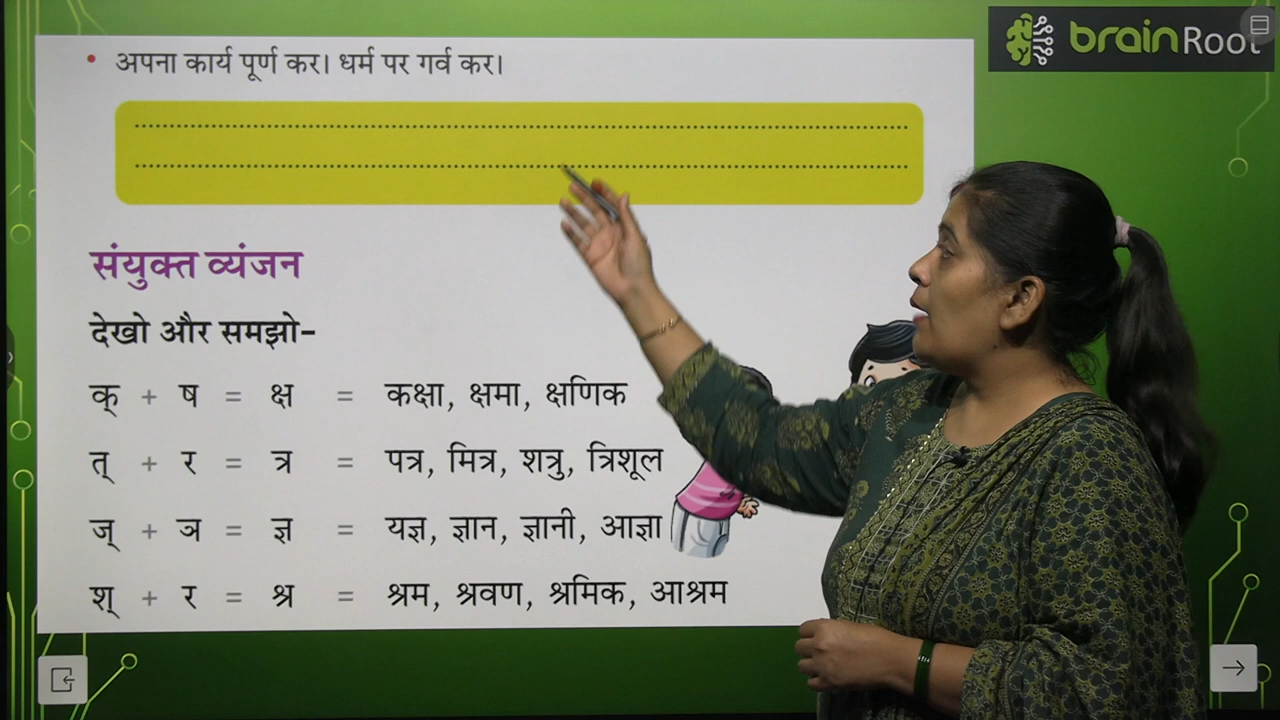 brainRoot
• अपना कार्य पूर्ण कर। धर्म पर गर्व कर।
संयुक्त व्यंजन
देखो और समझो–
क् + ष = क्ष = कक्षा, क्षमा, क्षणिक
त् + र = त्र = पत्र, मित्र, शत्रु, त्रिशूल
ज् + ञ = ज्ञ = यज्ञ, ज्ञान, ज्ञानी, आज्ञा
श् + र = श्र = श्रम, श्रवण, श्रमिक, आश्रम